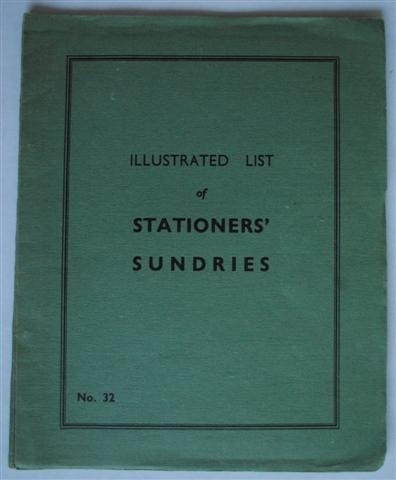 ILLUSTRATED LIST
of
STATIONERS'
SUNDRIES
No. 32